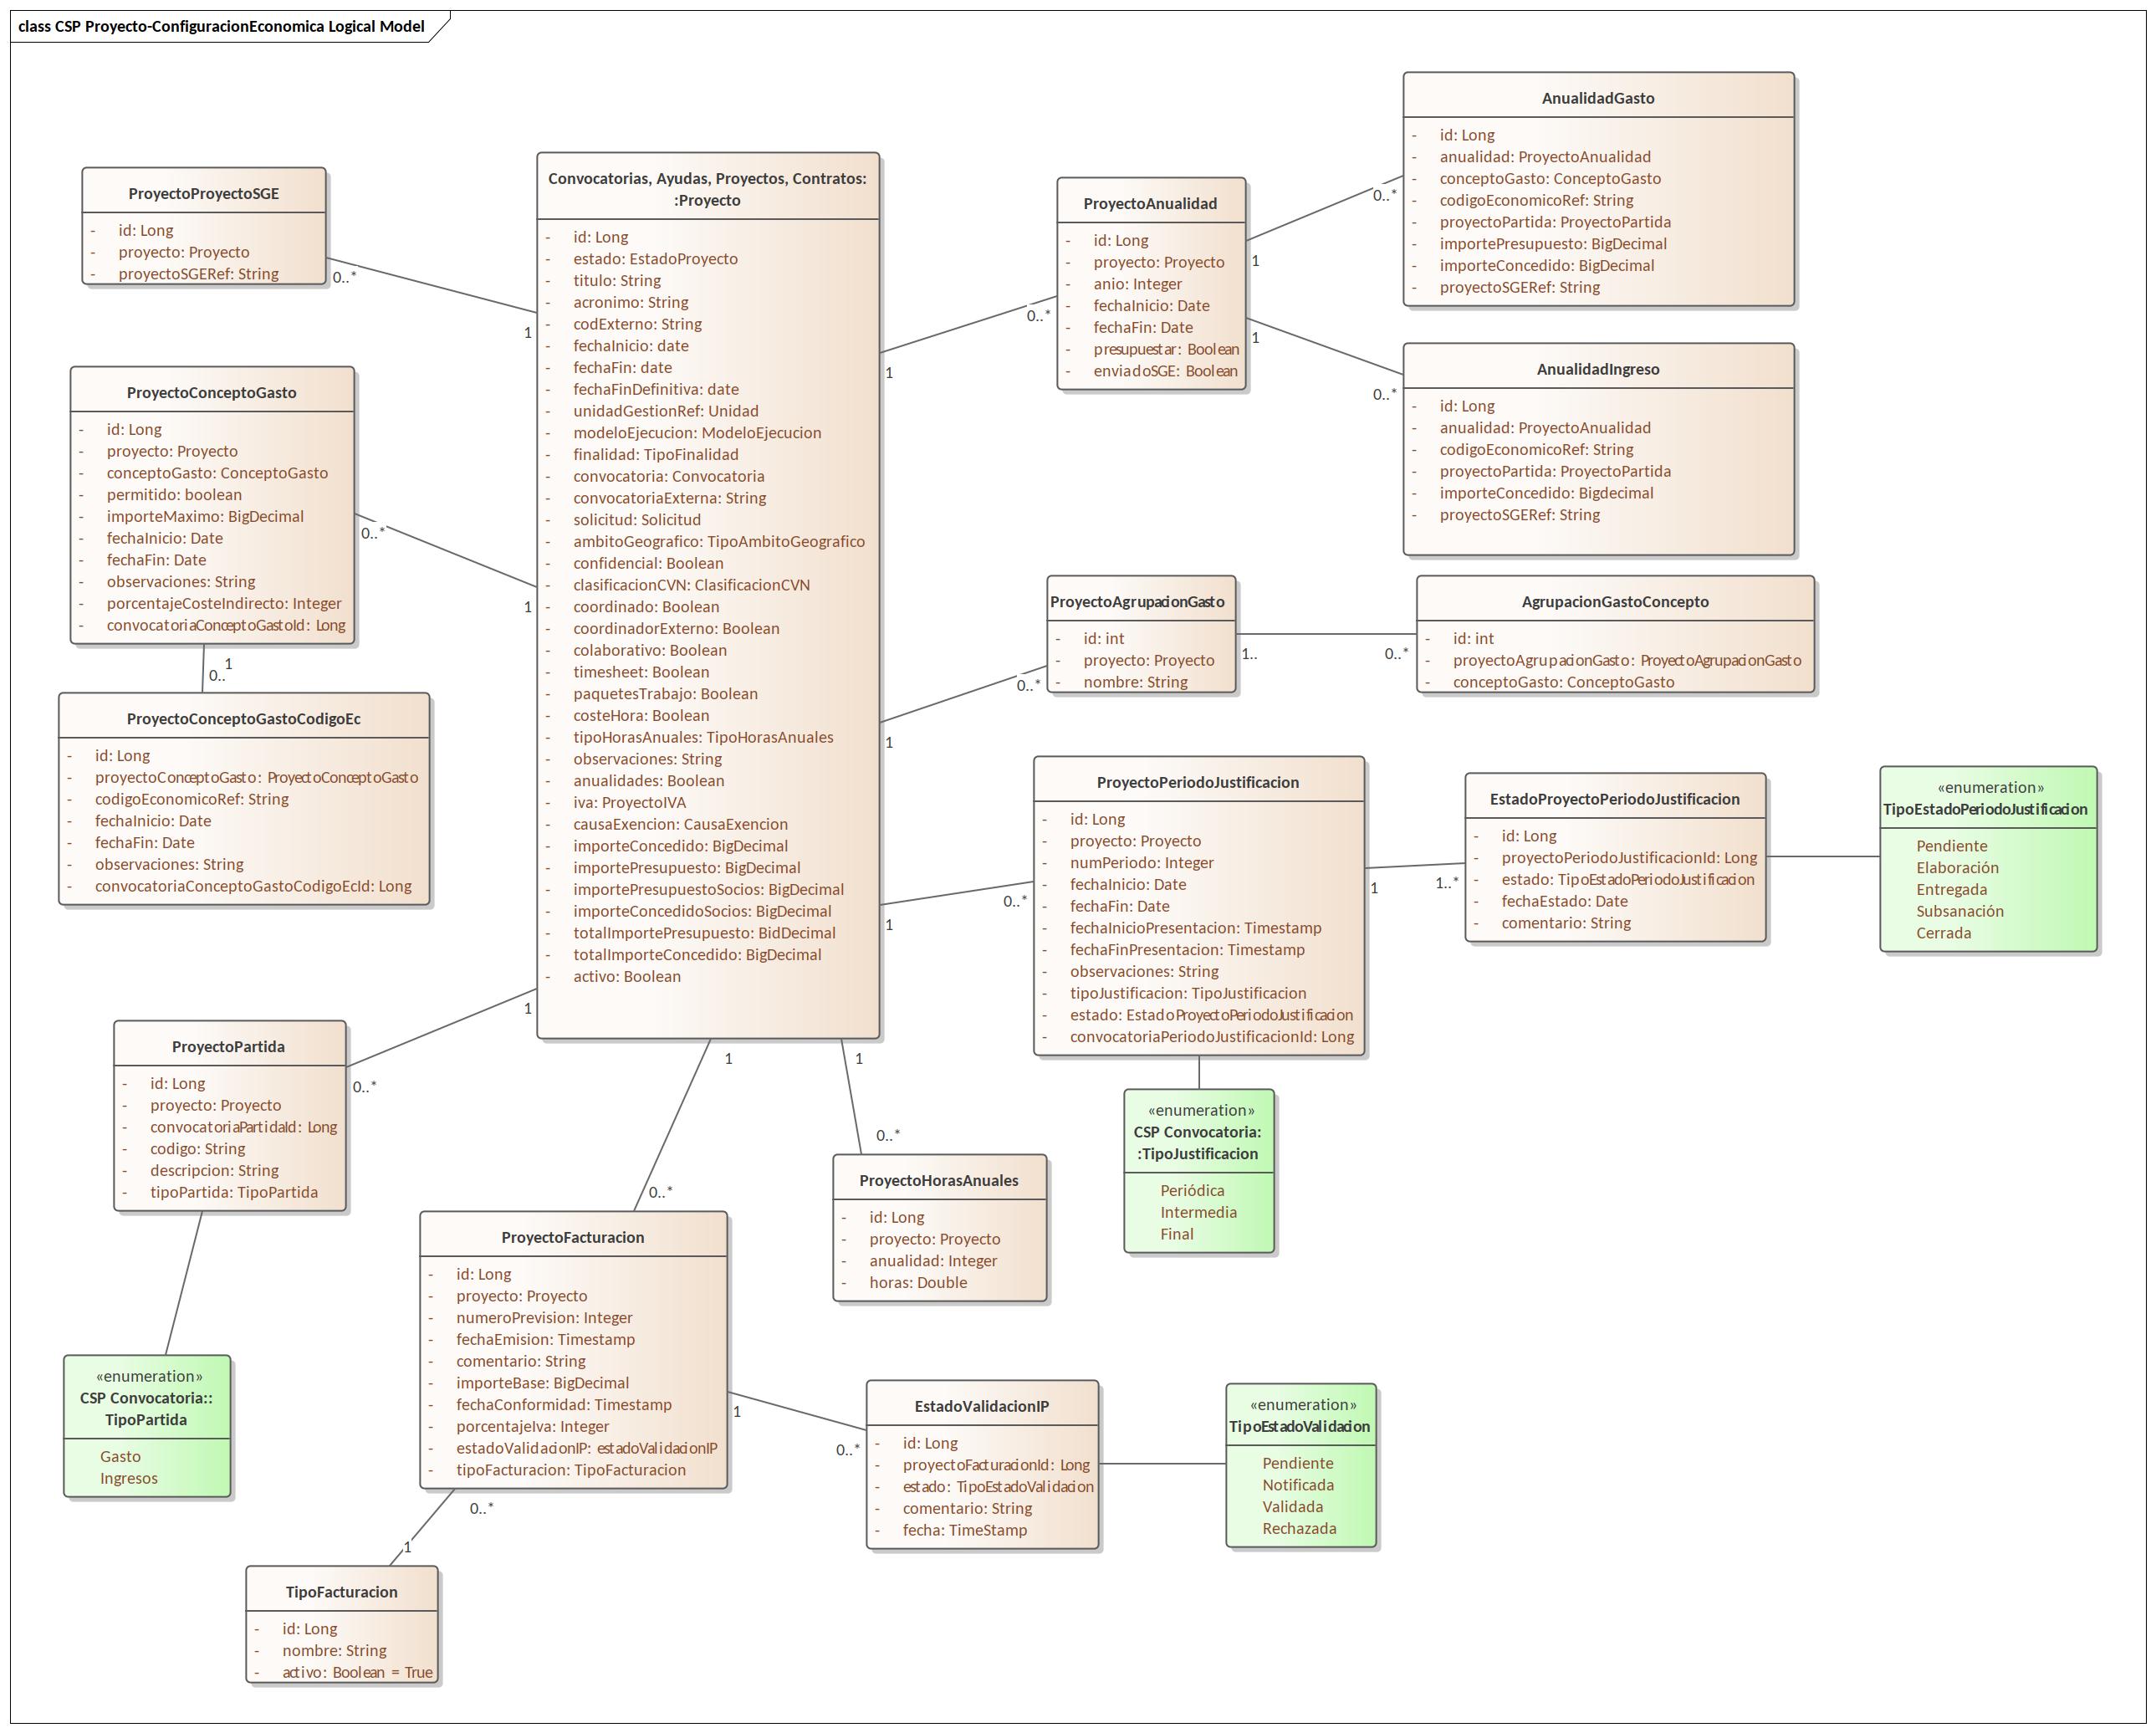 class CSP Proyecto-ConfiguracionEconomica Logical Model
ProyectoProyectoSGE
- id: Long
- proyecto: Proyecto
- proyectoSGERef: String
0..*
1
Convocatorias, Ayudas, Proyectos, Contratos:
:Proyecto
- id: Long
- estado: EstadoProyecto
- titulo: String
- acronimo: String
- codExterno: String
- fechaInicio: date
- fechaFin: date
- fechaFinDefinitiva: date
- unidadGestionRef: Unidad
- modeloEjecucion: ModeloEjecucion
- finalidad: TipoFinalidad
- convocatoria: Convocatoria
- convocatoriaExterna: String
- solicitud: Solicitud
- ambitoGeografico: TipoAmbitoGeografico
- confidencial: Boolean
- clasificacionCVN: ClasificacionCVN
- coordinado: Boolean
- coordinadorExterno: Boolean
- colaborativo: Boolean
- timesheet: Boolean
- paquetesTrabajo: Boolean
- costeHora: Boolean
- tipoHorasAnuales: TipoHorasAnuales
- observaciones: String
- anualidades: Boolean
- iva: ProyectoIVA
- causaExencion: CausaExencion
- importeConcedido: BigDecimal
- importePresupuesto: BigDecimal
- importePresupuestoSocios: BigDecimal
- importeConcedidoSocios: BigDecimal
- totalImportePresupuesto: BidDecimal
- totalImporteConcedido: BigDecimal
- activo: Boolean
ProyectoAnualidad
- id: Long
- proyecto: Proyecto
- anio: Integer
- fechaInicio: Date
- fechaFin: Date
- presupuestar: Boolean
- enviadoSGE: Boolean
0..*
1
1
1
AnualidadGasto
- id: Long
- anualidad: ProyectoAnualidad
- conceptoGasto: ConceptoGasto
- codigoEconomicoRef: String
- proyectoPartida: ProyectoPartida
- importePresupuesto: BigDecimal
- importeConcedido: BigDecimal
- proyectoSGERef: String
0..*
AnualidadIngreso
- id: Long
- anualidad: ProyectoAnualidad
- codigoEconomicoRef: String
- proyectoPartida: ProyectoPartida
- importeConcedido: Bigdecimal
- proyectoSGERef: String
0..*
ProyectoConceptoGasto
- id: Long
- proyecto: Proyecto
- conceptoGasto: ConceptoGasto
- permitido: boolean
- importeMaximo: BigDecimal
- fechaInicio: Date
- fechaFin: Date
- observaciones: String
- porcentajeCosteIndirecto: Integer
- convocatoriaConceptoGastoId: Long
0..*
1
1
0..
ProyectoConceptoGastoCodigoEc
- id: Long
- proyectoConceptoGasto: ProyectoConceptoGasto
- codigoEconomicoRef: String
- fechaInicio: Date
- fechaFin: Date
- observaciones: String
- convocatoriaConceptoGastoCodigoEcId: Long
ProyectoAgrupacionGasto
- id: int
- proyecto: Proyecto
- nombre: String
0..*
1
1..
0..*
AgrupacionGastoConcepto
- id: int
- proyectoAgrupacionGasto: ProyectoAgrupacionGasto
- conceptoGasto: ConceptoGasto
ProyectoPeriodoJustificacion
- id: Long
- proyecto: Proyecto
- numPeriodo: Integer
- fechaInicio: Date
- fechaFin: Date
- fechaInicioPresentacion: Timestamp
- fechaFinPresentacion: Timestamp
- observaciones: String
- tipoJustificacion: TipoJustificacion
- estado: EstadoProyectoPeriodoJustificacion
- convocatoriaPeriodoJustificacionId: Long
0..*
1
1
1..*
EstadoProyectoPeriodoJustificacion
- id: Long
- proyectoPeriodoJustificacionId: Long
- estado: TipoEstadoPeriodoJustificacion
- fechaEstado: Date
- comentario: String
«enumeration»
TipoEstadoPeriodoJustificacion
Pendiente
Elaboración
Entregada
Subsanación
Cerrada
«enumeration»
CSP Convocatoria:
:TipoJustificacion
Periódica
Intermedia
Final
ProyectoPartida
- id: Long
- proyecto: Proyecto
- convocatoriaPartidaId: Long
- codigo: String
- descripcion: String
- tipoPartida: TipoPartida
1
0..*
«enumeration»
CSP Convocatoria::
TipoPartida
Gasto
Ingresos
1
0..*
ProyectoFacturacion
- id: Long
- proyecto: Proyecto
- numeroPrevision: Integer
- fechaEmision: Timestamp
- comentario: String
- importeBase: BigDecimal
- fechaConformidad: Timestamp
- porcentajeIva: Integer
- estadoValidacionIP: estadoValidacionIP
- tipoFacturacion: TipoFacturacion
1
0..*
ProyectoHorasAnuales
- id: Long
- proyecto: Proyecto
- anualidad: Integer
- horas: Double
1
0..*
EstadoValidacionIP
- id: Long
- proyectoFacturacionId: Long
- estado: TipoEstadoValidacion
- comentario: String
- fecha: TimeStamp
«enumeration»
TipoEstadoValidacion
Pendiente
Notificada
Validada
Rechazada
0..*
1
TipoFacturacion
- id: Long
- nombre: String
- activo: Boolean = True